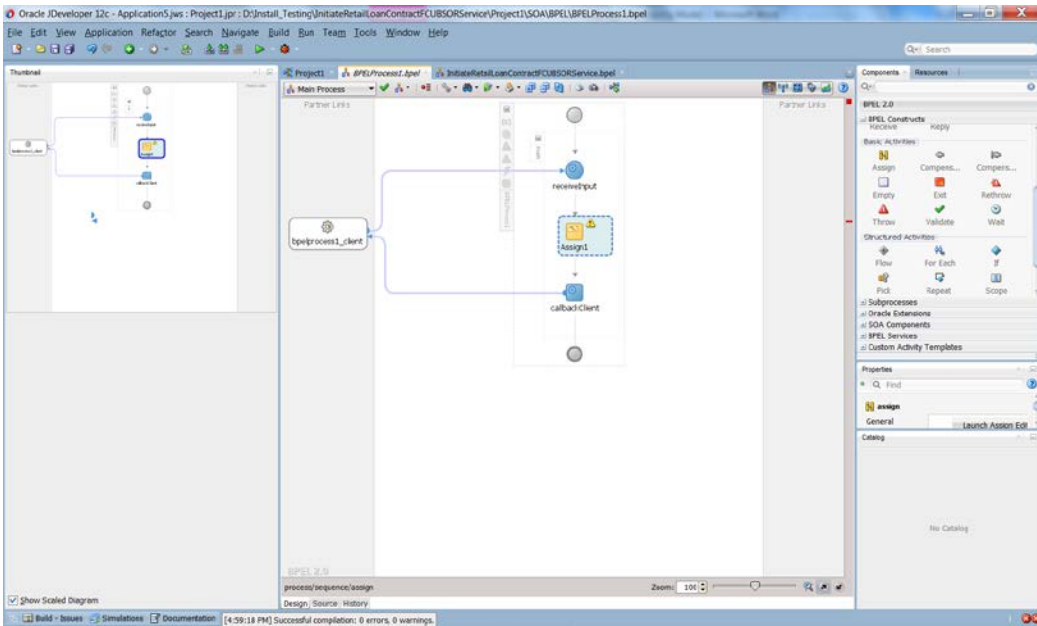 Oracle JDeveloper 12c - Application5.jws : Project1.jpr : D:\Install_Testing\InitiateRetailLoanContractFCUBSORService\Project1\SOA\BPEL\BPELProcess1.bpel
File Edit View Application Refactor Search Navigate Build Run Team Tools Window Help
Search
Thumbnail
Project1
BPELProcess1.bpel
InitiateRetailLoanContractFCUBSORService.bpel
Components
Resources
Main Process
Partner Links
Partner Links
BPEL 2.0
BPEL Constructs
Receive Reply
Basic Activities
Assign Compens... Compens...
Empty Exit Rethrow
Throw Validate Wait
Structured Activities
Flow For Each If
Pick Repeat Scope
Subprocesses
Oracle Extensions
SOA Components
BPEL Services
Custom Activity Templates
receiveInput
bpelprocess1_client
Assign1
callbackClient
Properties
Find
assign
General
Launch Assign Edi
Catalog
No Catalog
BPEL 2.0
process/sequence/assign
Zoom: 100
Show Scaled Diagram
Design Source History
Build - Issues Simulations Documentation [4:59:18 PM] Successful compilation: 0 errors, 0 warnings.